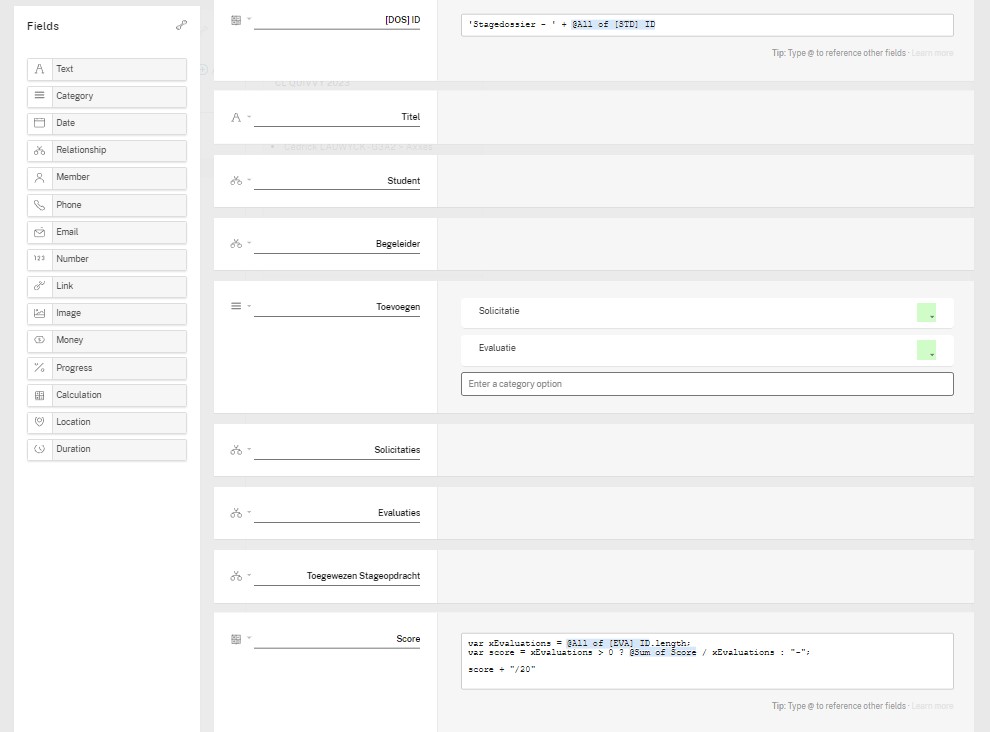 Fields
Text
Category
Date
Relationship
Member
Phone
Email
123 Number
Link
Image
Money
Progress
Calculation
Location
Duration
[DOS] ID
'Stagedossier - ' + @All of [STD] ID
Tip: Type @ to reference other fields · Learn more
Titel
Student
Begeleider
Toevoegen
Solicitatie
Evaluatie
Enter a category option
Solicitaties
Evaluaties
Toegewezen Stageopdracht
Score
var xEvaluations = @All of [EVA] ID.length;
var score = xEvaluations > 0 ? @Sum of Score / xEvaluations : "-";
score + "/20"
Tip: Type @ to reference other fields · Learn more